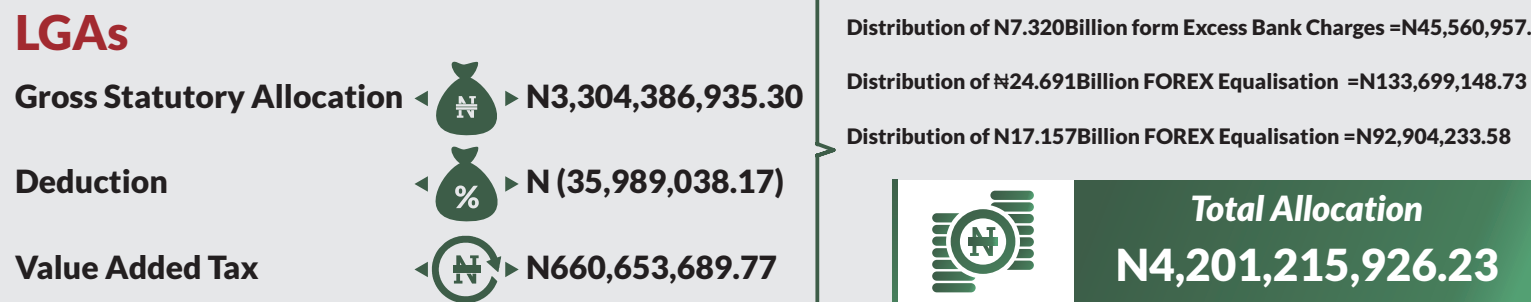 LGAs
Gross Statutory Allocation ₦ N3,304,386,935.30
Deduction % N (35,989,038.17)
Value Added Tax ₦ N660,653,689.77
Distribution of N7.320Billion form Excess Bank Charges =N45,560,957.
Distribution of ₦24.691Billion FOREX Equalisation =N133,699,148.73
Distribution of N17.157Billion FOREX Equalisation =N92,904,233.58
₦
Total Allocation
N4,201,215,926.23